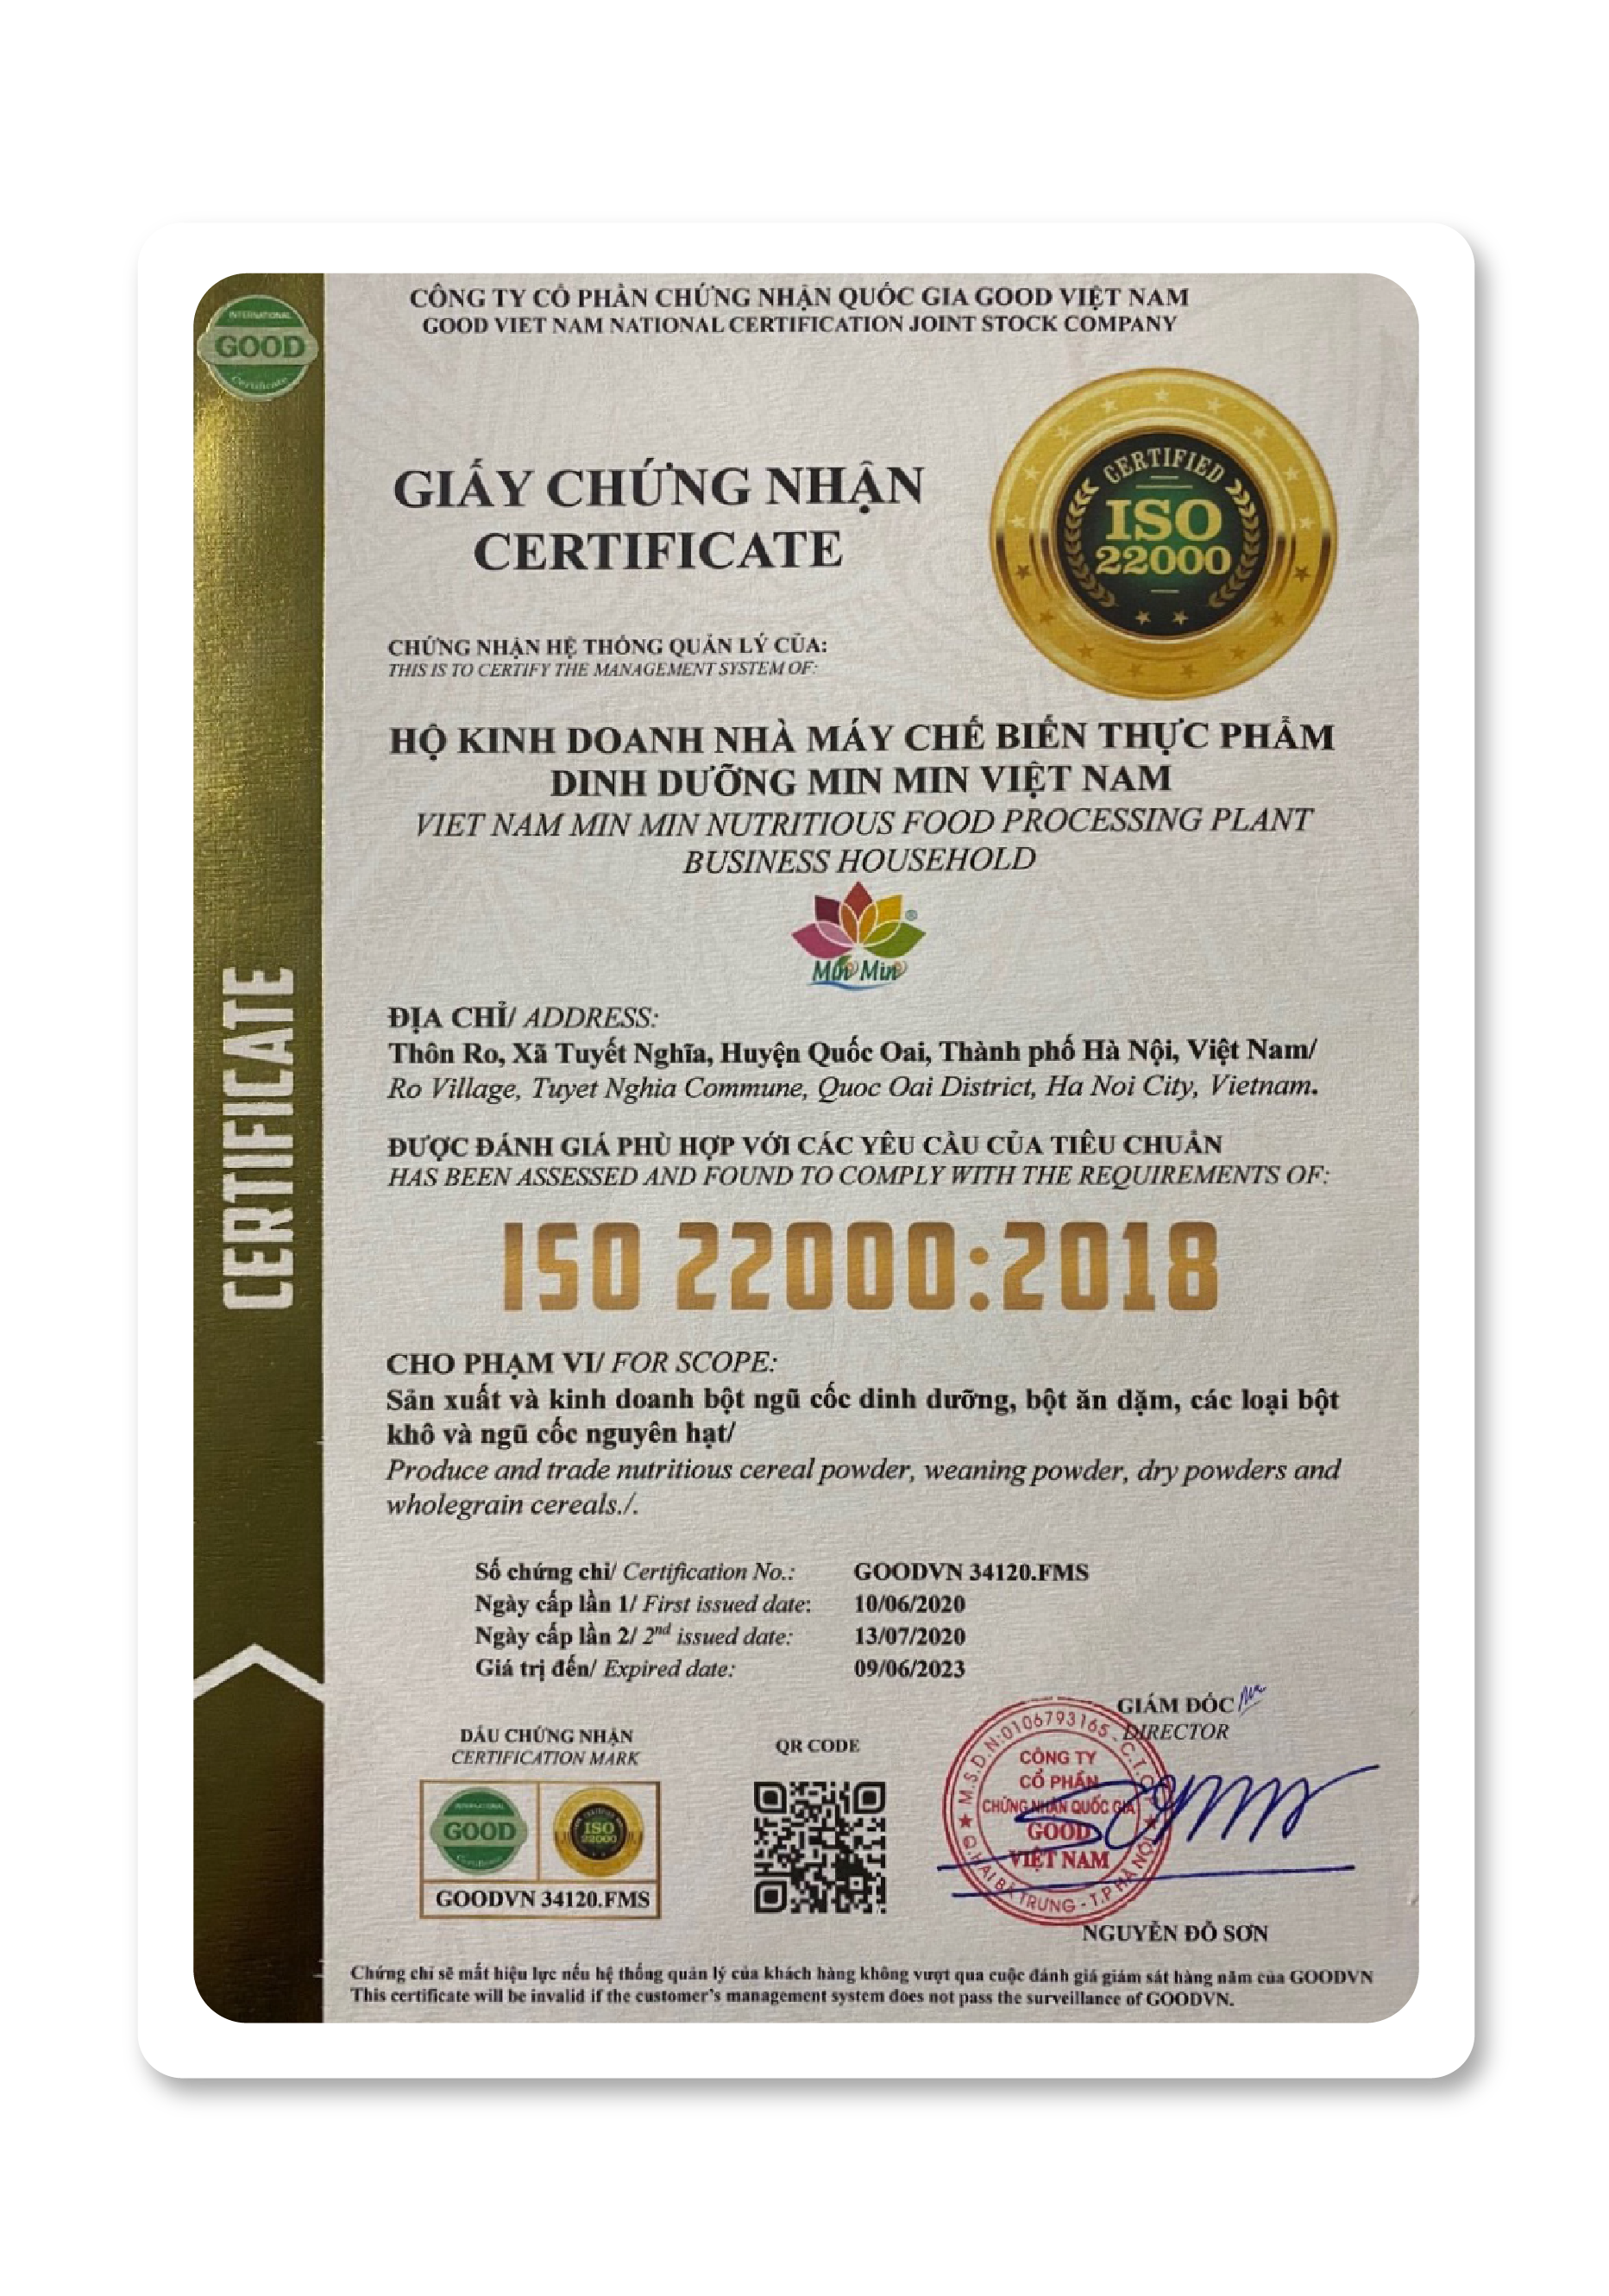 CÔNG TY CỔ PHẦN CHỨNG NHẬN QUỐC GIA GOOD VIỆT NAM
GOOD VIET NAM NATIONAL CERTIFICATION JOINT STOCK COMPANY
INTERNATIONAL
GOOD
Certificate
CERTIFIED
ISO
22000
GIẤY CHỨNG NHẬN
CERTIFICATE
CHỨNG NHẬN HỆ THỐNG QUẢN LÝ CỦA:
THIS IS TO CERTIFY THE MANAGEMENT SYSTEM OF:
HỘ KINH DOANH NHÀ MÁY CHẾ BIẾN THỰC PHẨM
DINH DƯỠNG MIN MIN VIỆT NAM
VIET NAM MIN MIN NUTRITIOUS FOOD PROCESSING PLANT
BUSINESS HOUSEHOLD
®
Min Min
CERTIFICATE
ĐỊA CHỈ/ ADDRESS:
Thôn Ro, Xã Tuyết Nghĩa, Huyện Quốc Oai, Thành phố Hà Nội, Việt Nam/
Ro Village, Tuyet Nghia Commune, Quoc Oai District, Ha Noi City, Vietnam.
ĐƯỢC ĐÁNH GIÁ PHÙ HỢP VỚI CÁC YÊU CẦU CỦA TIÊU CHUẨN
HAS BEEN ASSESSED AND FOUND TO COMPLY WITH THE REQUIREMENTS OF:
ISO 22000:2018
CHO PHẠM VI/ FOR SCOPE:
Sản xuất và kinh doanh bột ngũ cốc dinh dưỡng, bột ăn dặm, các loại bột
khô và ngũ cốc nguyên hạt/
Produce and trade nutritious cereal powder, weaning powder, dry powders and
wholegrain cereals./.
Số chứng chỉ/ Certification No.: GOODVN 34120.FMS
Ngày cấp lần 1/ First issued date: 10/06/2020
Ngày cấp lần 2/ 2nd issued date: 13/07/2020
Giá trị đến/ Expired date: 09/06/2023
GIÁM ĐỐC
DIRECTOR
DẤU CHỨNG NHẬN
CERTIFICATION MARK
INTERNATIONAL
GOOD
Certificate
CERTIFIED
ISO
22000
GOODVN 34120.FMS
QR CODE
M.S.D.N:0106793165 - C.T.C.P
CÔNG TY
CỔ PHẦN
CHỨNG NHẬN QUỐC GIA
GOOD
VIỆT NAM
Q.HAI BÀ TRƯNG - T.P HÀ NỘI
NGUYỄN ĐỖ SƠN
Chứng chỉ sẽ mất hiệu lực nếu hệ thống quản lý của khách hàng không vượt qua cuộc đánh giá giám sát hàng năm của GOODVN
This certificate will be invalid if the customer's management system does not pass the surveillance of GOODVN.